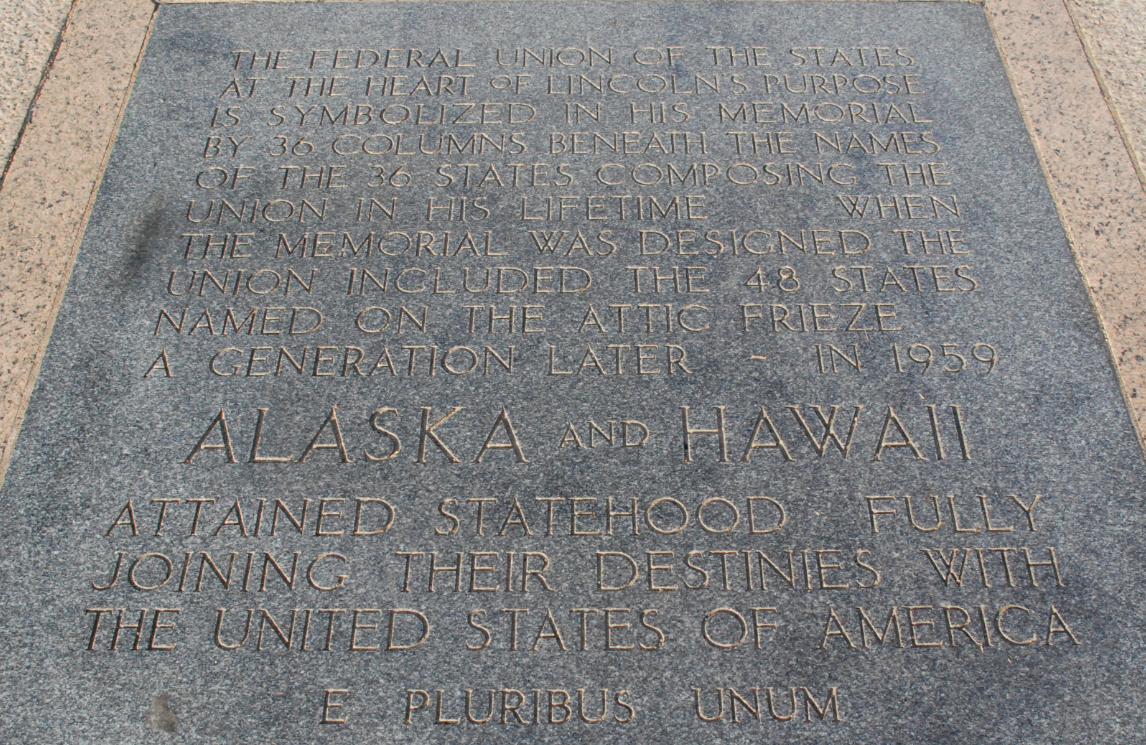 THE FEDERAL UNION OF THE STATES
AT THE HEART OF LINCOLN'S PURPOSE
IS SYMBOLIZED IN HIS MEMORIAL
BY 36 COLUMNS BENEATH THE NAMES
OF THE 36 STATES COMPOSING THE
UNION IN HIS LIFETIME WHEN
THE MEMORIAL WAS DESIGNED THE
UNION INCLUDED THE 48 STATES
NAMED ON THE ATTIC FRIEZE
A GENERATION LATER - IN 1959
ALASKA AND HAWAII
ATTAINED STATEHOOD FULLY
JOINING THEIR DESTINIES WITH
THE UNITED STATES OF AMERICA
E PLURIBUS UNUM